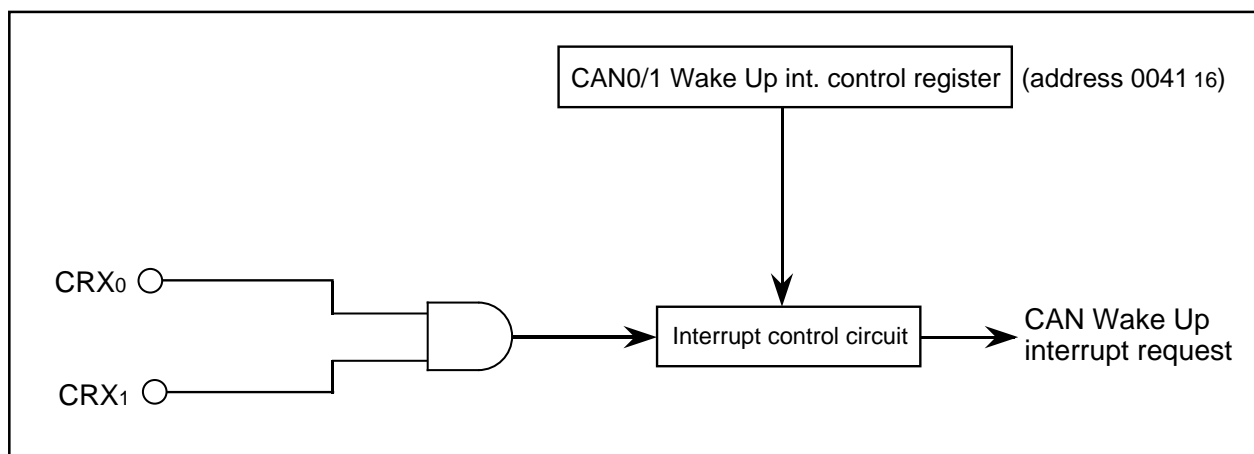 CAN0/1 Wake Up int. control register (address 0041 16)
CRX0
CRX1
Interrupt control circuit
CAN Wake Up
interrupt request